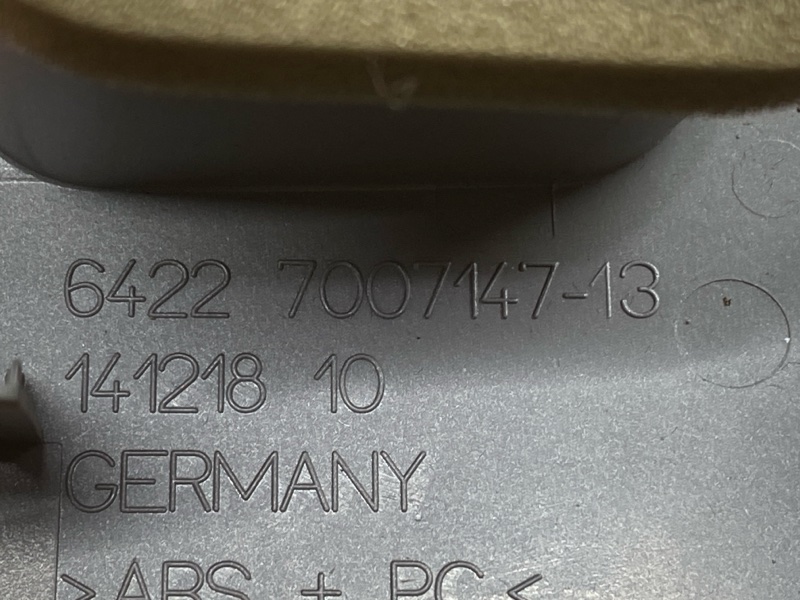 6422 7007147-13
141218 10
GERMANY
>ABS + PC<